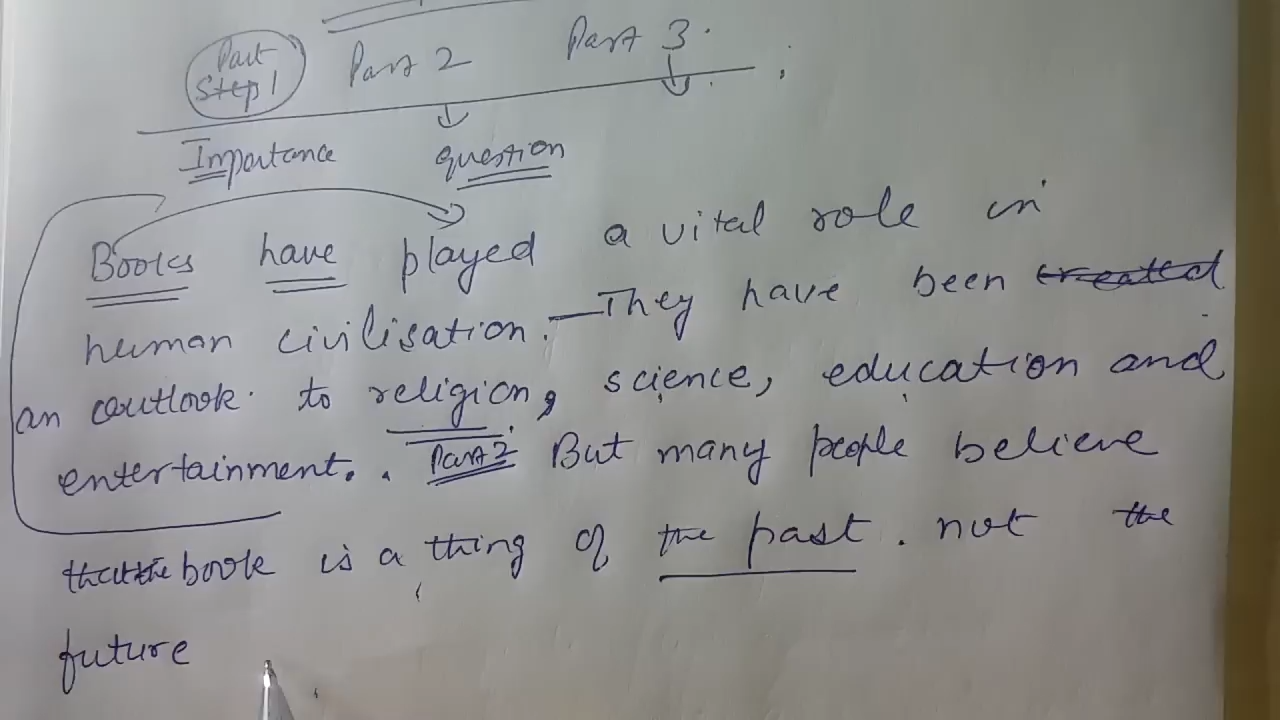 Part Step 1 Part 2 Part 3.
Importance question
Books have played a vital role in
human civilisation. They have been treated
an outlook. to religion, science, education and
entertainment. Part 2 But many people believe
that the book is a thing of the past. not the
future